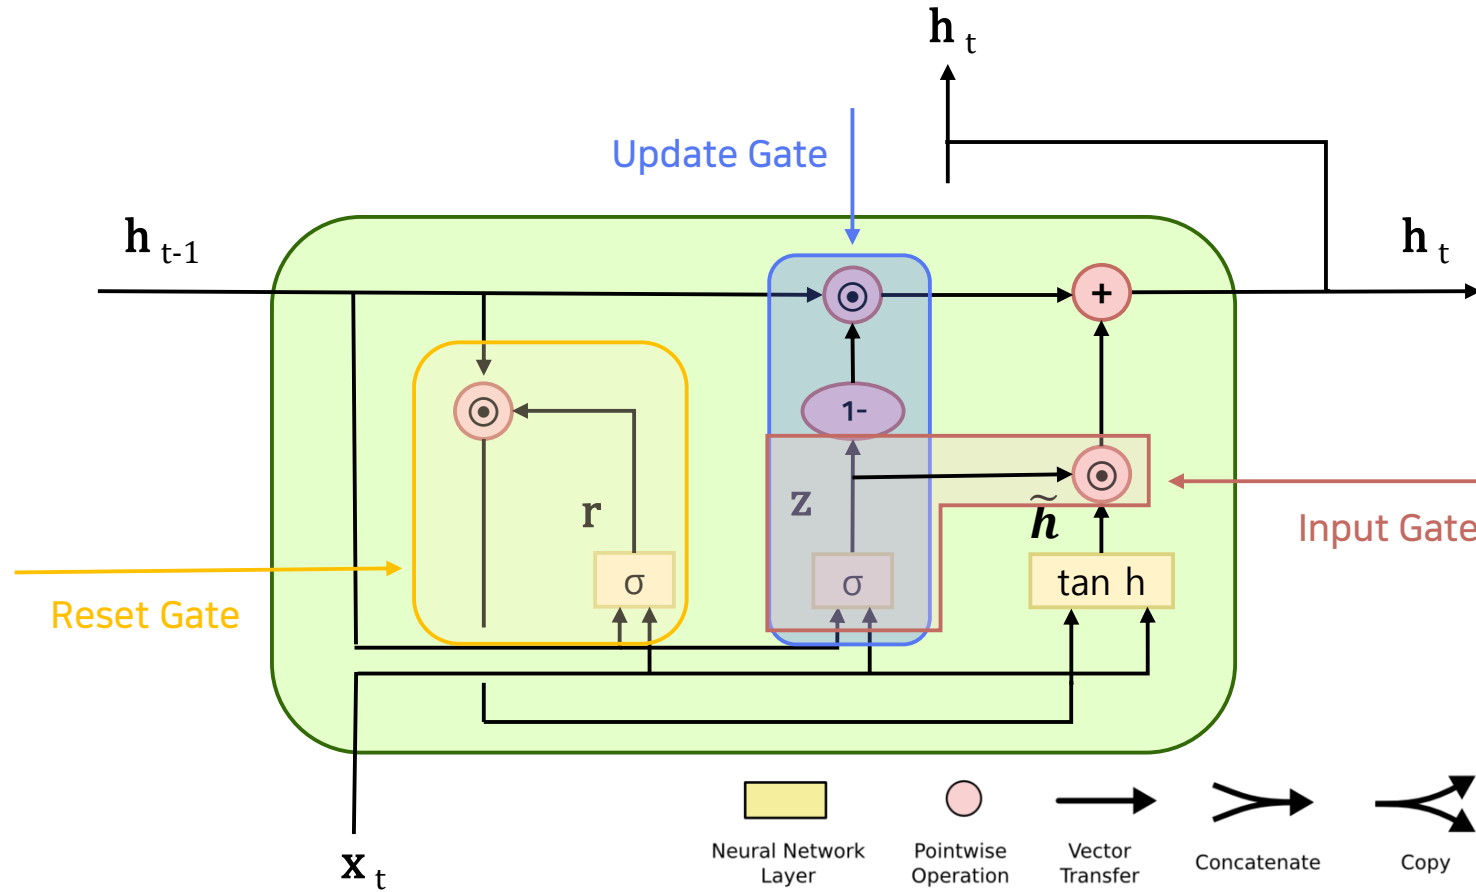 h t
Update Gate
h t-1
h t
⊙
+
⊙
1-
⊙
r
z
h̃
Input Gate
σ
σ
tan h
Reset Gate
x t
Neural Network
Layer
Pointwise
Operation
Vector
Transfer
Concatenate
Copy